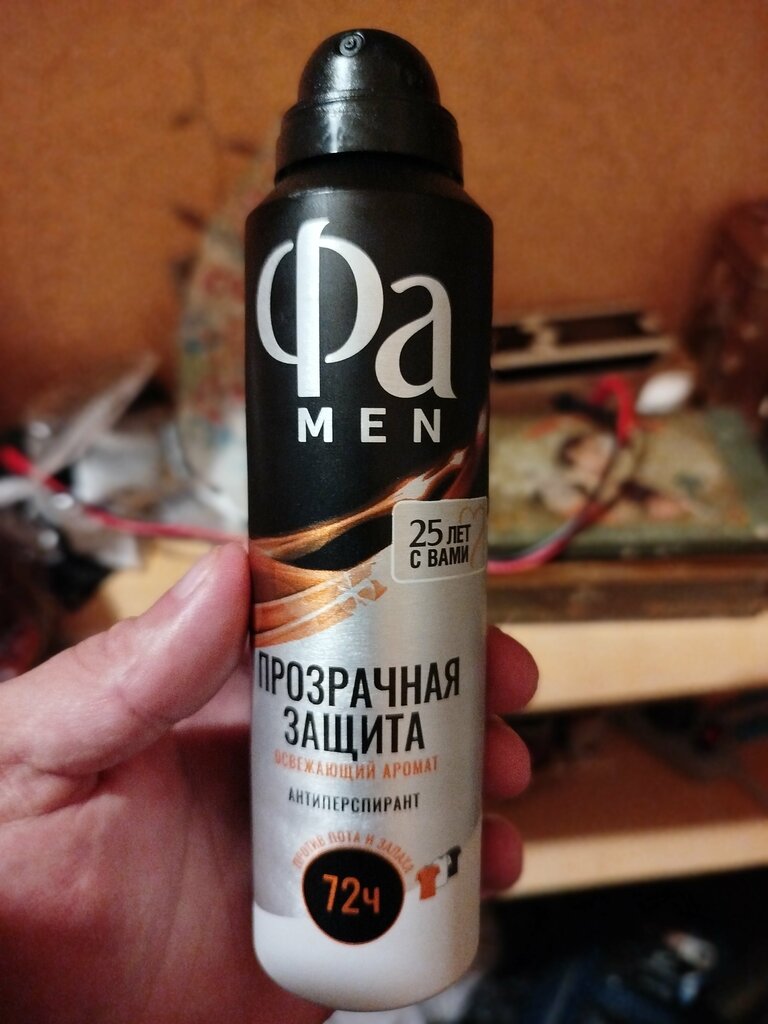 Фа
MEN
25 ЛЕТ
С ВАМИ
ПРОЗРАЧНАЯ
ЗАЩИТА
ОСВЕЖАЮЩИЙ АРОМАТ
АНТИПЕРСПИРАНТ
ПРОТИВ ПОТА И ЗАПАХА
72ч